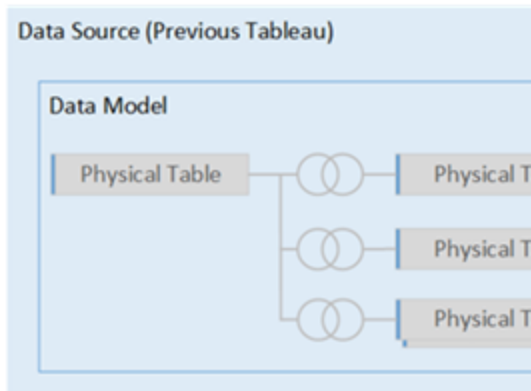 Data Source (Previous Tableau)
Data Model
Physical Table
Physical T
Physical T
Physical T